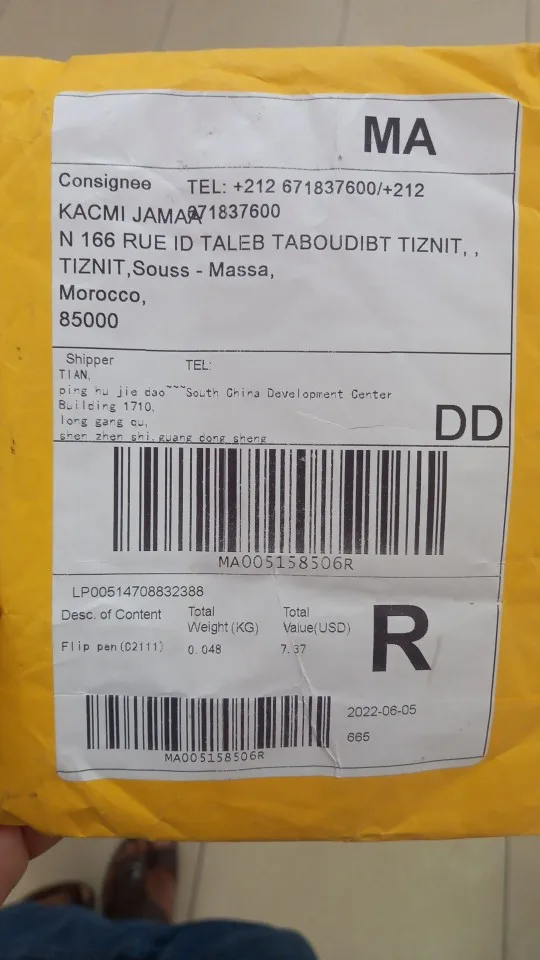 MA
Consignee TEL: +212 671837600/+212
KACMI JAMAA 671837600
N 166 RUE ID TALEB TABOUDIBT TIZNIT, ,
TIZNIT,Souss - Massa,
Morocco,
85000
Shipper TEL:
TIAN,
ping hu jie dao~~~South China Development Center
Building 1710,
long gang qu,
shen zhen shi,guang dong sheng
DD
MA005158506R
LP00514708832388
Desc. of Content Total Weight(KG) Total Value(USD)
Flip pen(C2111) 0.048 7.37
R
2022-06-05
665
MA005158506R